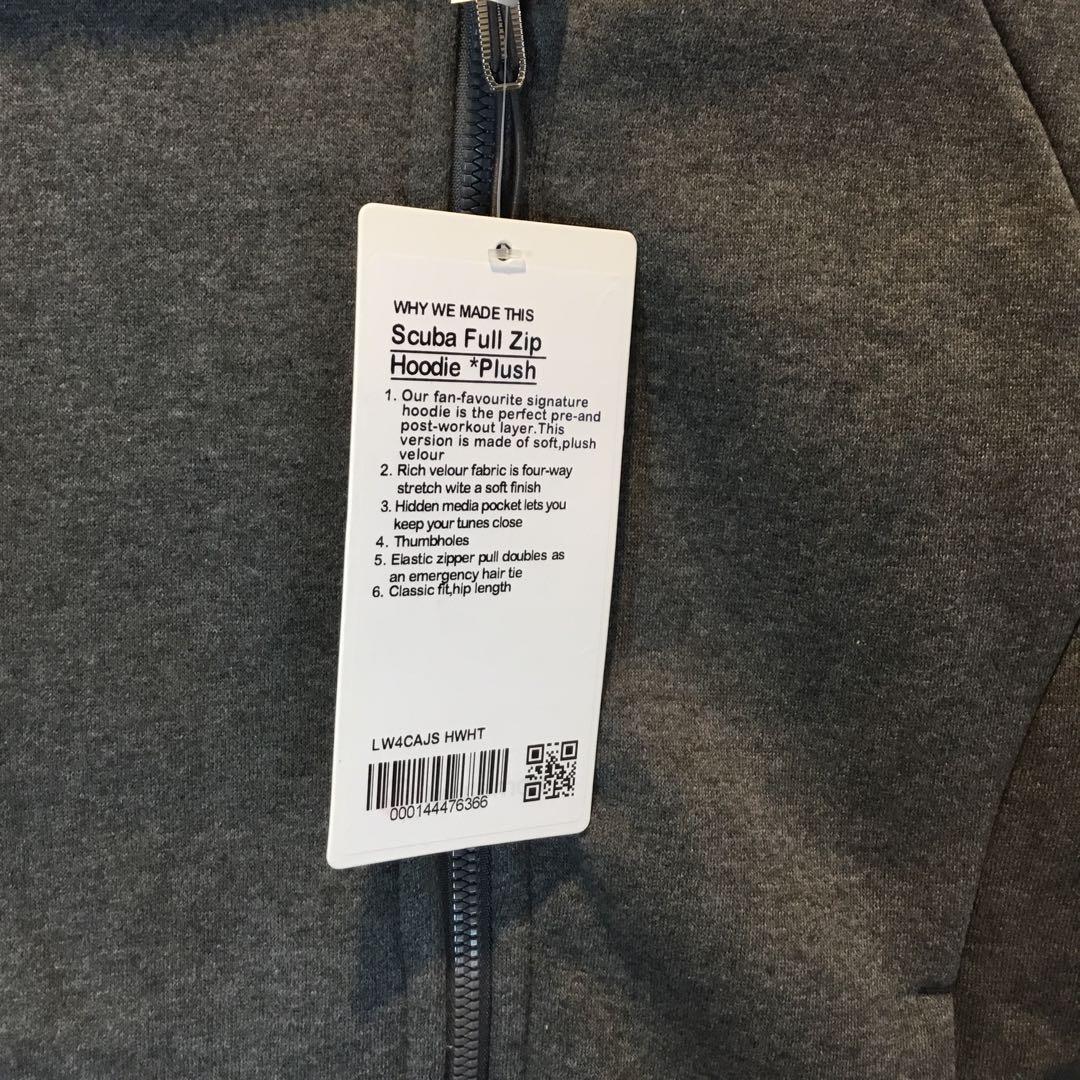 WHY WE MADE THIS
Scuba Full Zip
Hoodie *Plush
1. Our fan-favourite signature
hoodie is the perfect pre-and
post-workout layer.This
version is made of soft,plush
velour
2. Rich velour fabric is four-way
stretch wite a soft finish
3. Hidden media pocket lets you
keep your tunes close
4. Thumbholes
5. Elastic zipper pull doubles as
an emergency hair tie
6. Classic fit,hip length
LW4CAJS HWHT
000144476366